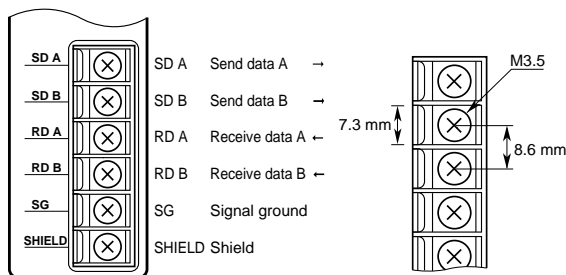 SD A SD A Send data A →
SD B SD B Send data B →
RD A RD A Receive data A ←
RD B RD B Receive data B ←
SG SG Signal ground
SHIELD SHIELD Shield
M3.5
7.3 mm
8.6 mm